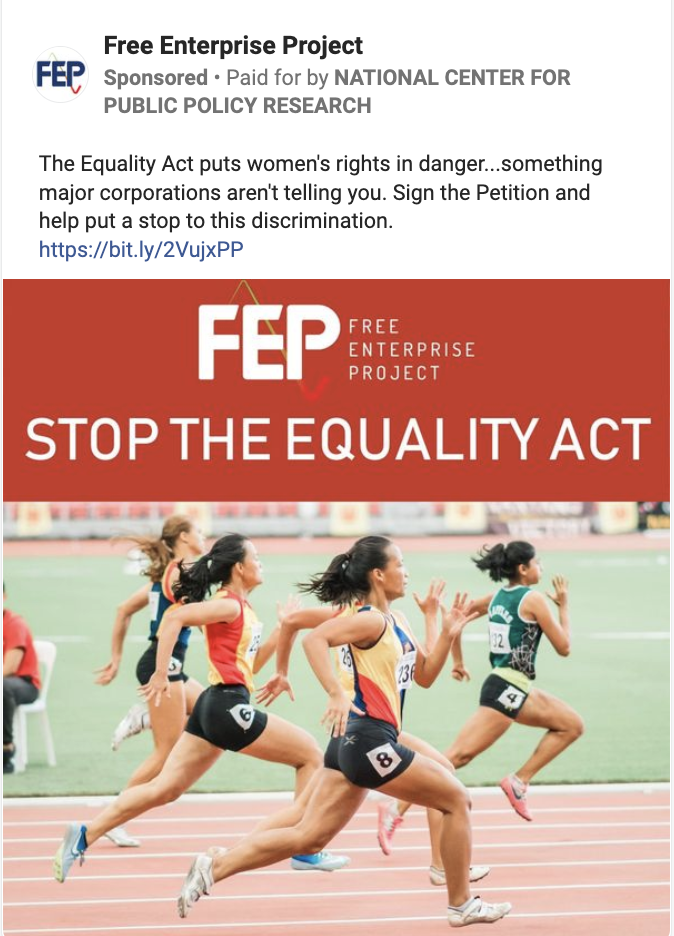 FEP
Free Enterprise Project
Sponsored • Paid for by NATIONAL CENTER FOR
PUBLIC POLICY RESEARCH
The Equality Act puts women's rights in danger...something
major corporations aren't telling you. Sign the Petition and
help put a stop to this discrimination.
https://bit.ly/2VujxPP
FEP
FREE
ENTERPRISE
PROJECT
STOP THE EQUALITY ACT
6
8
4